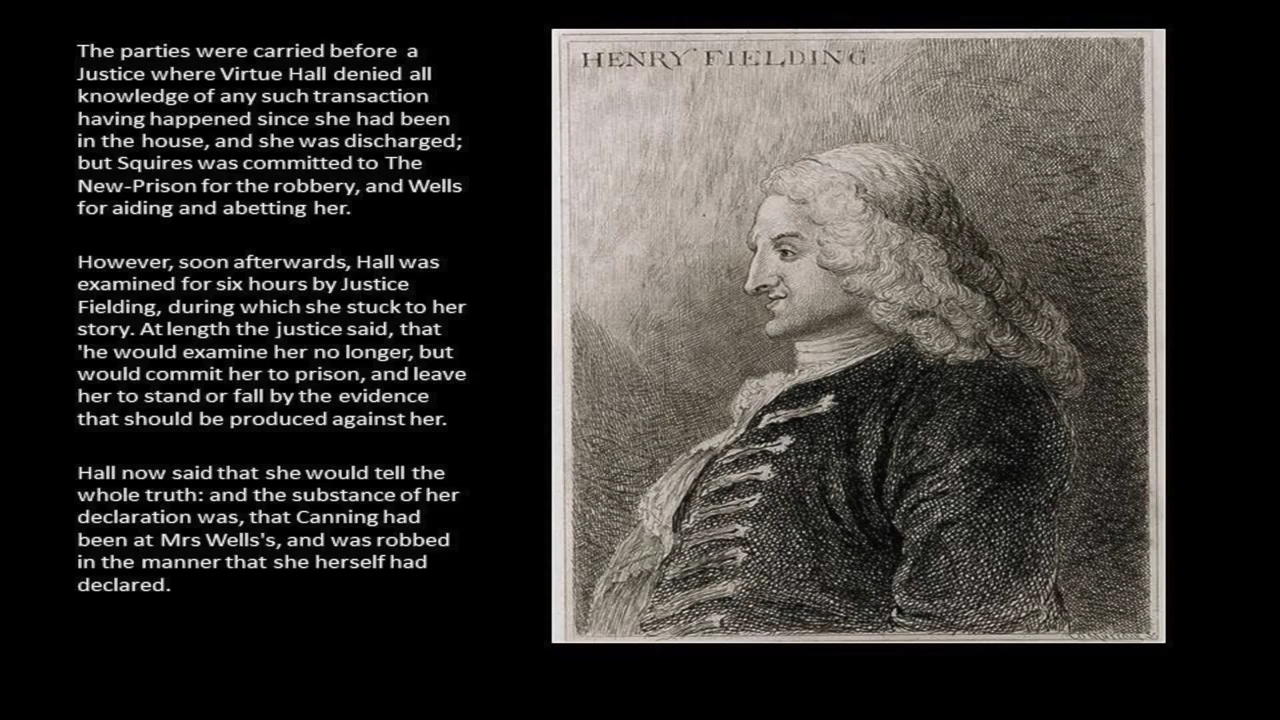 The parties were carried before a
Justice where Virtue Hall denied all
knowledge of any such transaction
having happened since she had been
in the house, and she was discharged;
but Squires was committed to The
New-Prison for the robbery, and Wells
for aiding and abetting her.
However, soon afterwards, Hall was
examined for six hours by Justice
Fielding, during which she stuck to her
story. At length the justice said, that
'he would examine her no longer, but
would commit her to prison, and leave
her to stand or fall by the evidence
that should be produced against her.
Hall now said that she would tell the
whole truth: and the substance of her
declaration was, that Canning had
been at Mrs Wells's, and was robbed
in the manner that she herself had
declared.
HENRY FIELDING.